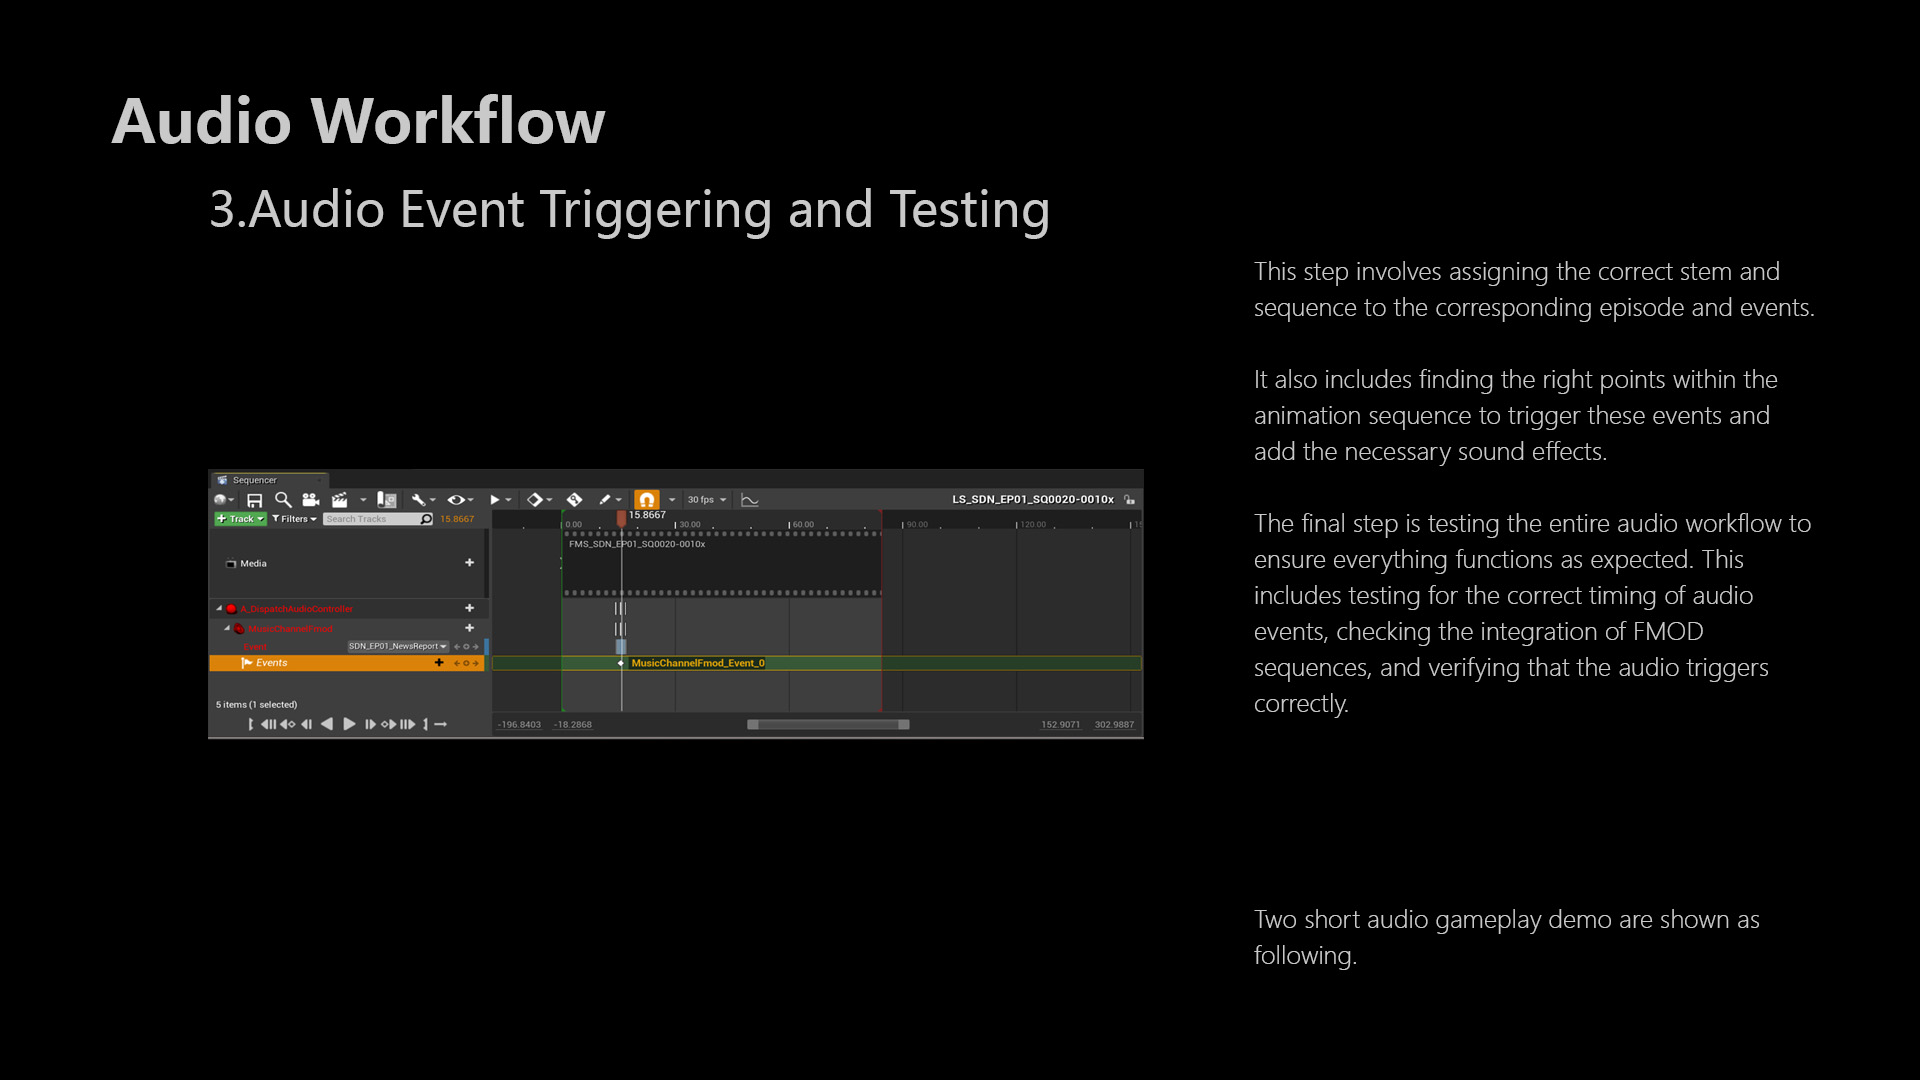 Audio Workflow
3.Audio Event Triggering and Testing
This step involves assigning the correct stem and
sequence to the corresponding episode and events.
It also includes finding the right points within the
animation sequence to trigger these events and
add the necessary sound effects.
The final step is testing the entire audio workflow to
ensure everything functions as expected. This
includes testing for the correct timing of audio
events, checking the integration of FMOD
sequences, and verifying that the audio triggers
correctly.
Sequencer
30 fps
LS_SDN_EP01_SQ0020-0010x
Track Filters Search Tracks 15.8667
15.8667
0.00 30.00 60.00 90.00 120.00
FMS_SDN_EP01_SQ0020-0010x
Media
A_DispatchAudioController
MusicChannelFmod
Event SDN_EP01_NewsReport
Events
MusicChannelFmod_Event_0
5 items (1 selected)
-196.8403 -18.2868 152.9071 302.9887
Two short audio gameplay demo are shown as
following.